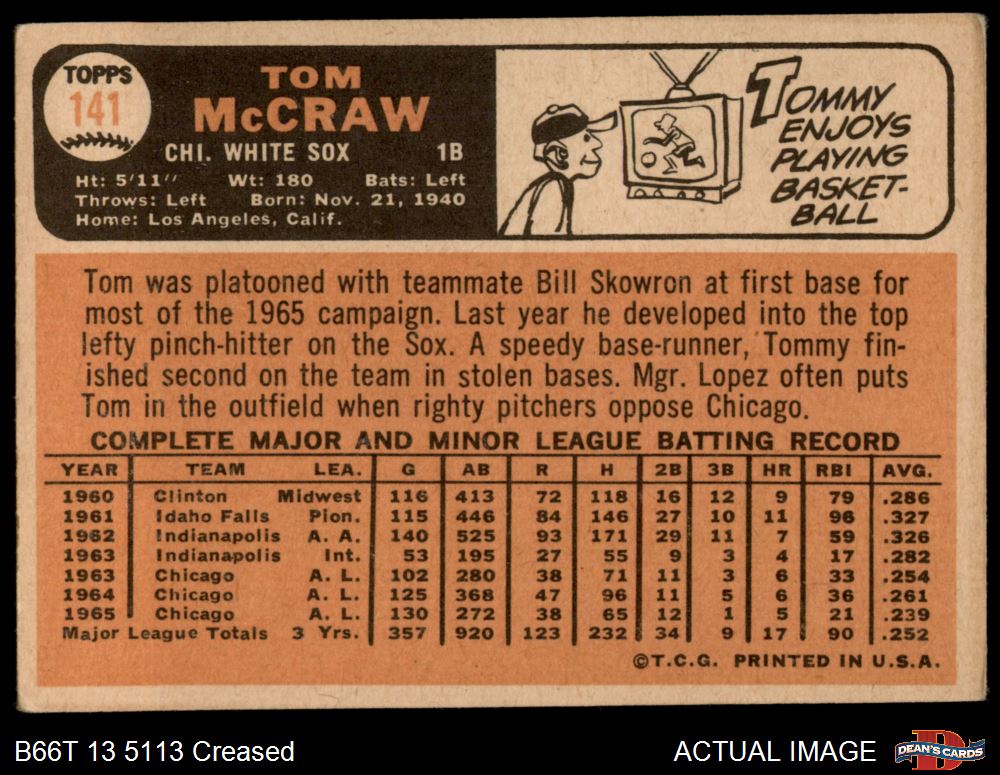 TOPPS
141
TOM
McCRAW
CHI. WHITE SOX 1B
Ht: 5'11" Wt: 180 Bats: Left
Throws: Left Born: Nov. 21, 1940
Home: Los Angeles, Calif.
TOMMY
ENJOYS
PLAYING
BASKET-
BALL
Tom was platooned with teammate Bill Skowron at first base for
most of the 1965 campaign. Last year he developed into the top
lefty pinch-hitter on the Sox. A speedy base-runner, Tommy fin-
ished second on the team in stolen bases. Mgr. Lopez often puts
Tom in the outfield when righty pitchers oppose Chicago.
COMPLETE MAJOR AND MINOR LEAGUE BATTING RECORD
YEAR TEAM LEA. G AB R H 2B 3B HR RBI AVG.
1960 Clinton Midwest 116 413 72 118 16 12 9 79 .286
1961 Idaho Falls Pion. 115 446 84 146 27 10 11 96 .327
1962 Indianapolis A. A. 140 525 93 171 29 11 7 59 .326
1963 Indianapolis Int. 53 195 27 55 9 3 4 17 .282
1963 Chicago A. L. 102 280 38 71 11 3 6 33 .254
1964 Chicago A. L. 125 368 47 96 11 5 6 36 .261
1965 Chicago A. L. 130 272 38 65 12 1 5 21 .239
Major League Totals 3 Yrs. 357 920 123 232 34 9 17 90 .252
©T.C.G. PRINTED IN U.S.A.
B66T 13 5113 Creased
ACTUAL IMAGE
D
DEAN'S CARDS